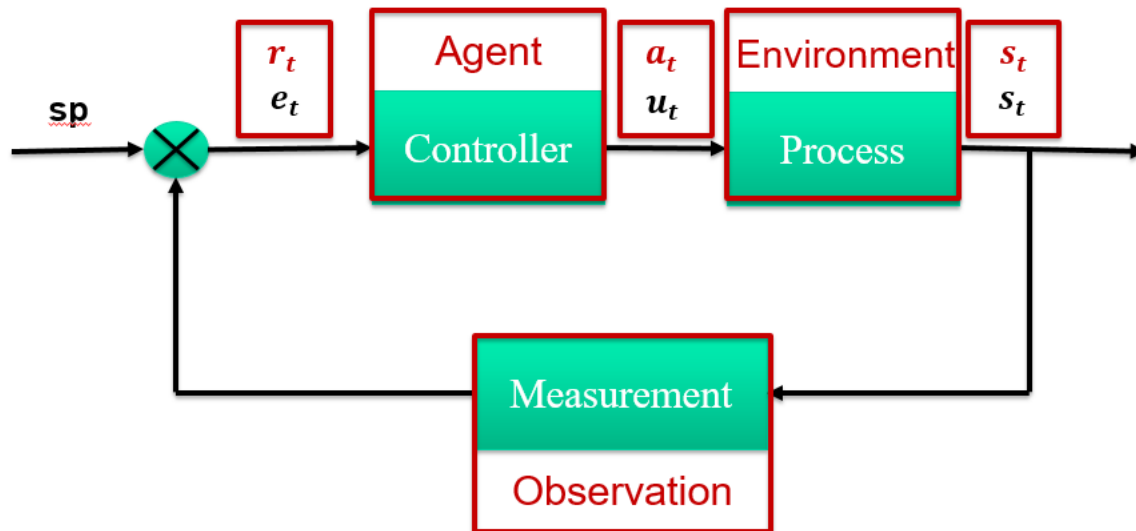 sp
r_t
e_t
Agent
Controller
a_t
u_t
Environment
Process
s_t
s_t
Measurement
Observation